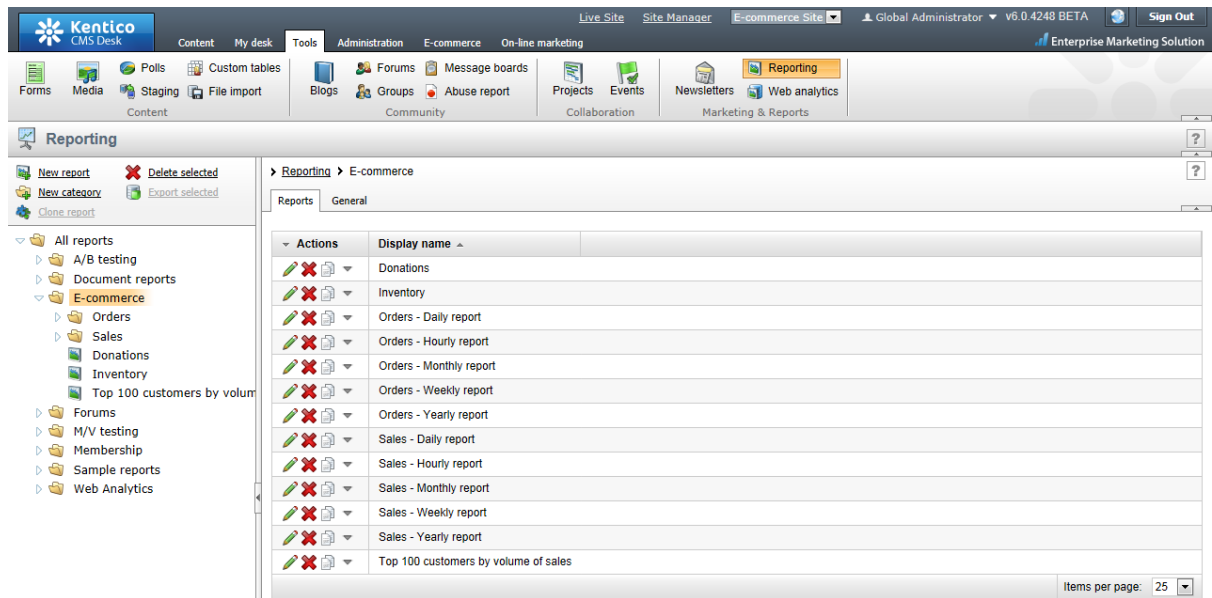 Kentico
CMS Desk
Live Site Site Manager E-commerce Site Global Administrator v6.0.4248 BETA Sign Out
Content My desk Tools Administration E-commerce On-line marketing Enterprise Marketing Solution
Forms Media Polls Custom tables Staging File import
Content
Blogs Forums Message boards Groups Abuse report
Community
Projects Events
Collaboration
Newsletters Reporting Web analytics
Marketing & Reports
Reporting ?
New report Delete selected
New category Export selected
Clone report
All reports
A/B testing
Document reports
E-commerce
Orders
Sales
Donations
Inventory
Top 100 customers by volum
Forums
M/V testing
Membership
Sample reports
Web Analytics
Reporting E-commerce ?
Reports General
Actions Display name
Donations
Inventory
Orders - Daily report
Orders - Hourly report
Orders - Monthly report
Orders - Weekly report
Orders - Yearly report
Sales - Daily report
Sales - Hourly report
Sales - Monthly report
Sales - Weekly report
Sales - Yearly report
Top 100 customers by volume of sales
Items per page: 25